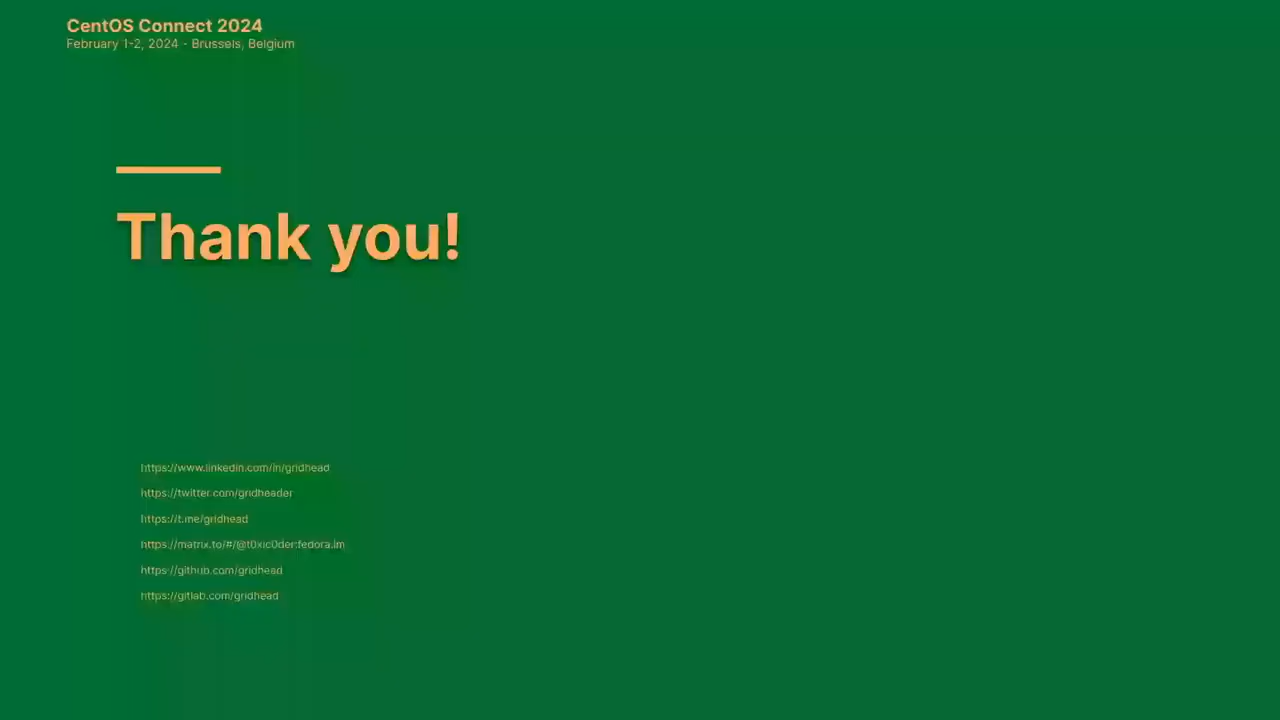 CentOS Connect 2024
February 1-2, 2024 - Brussels, Belgium
Thank you!
https://www.linkedin.com/in/gridhead
https://twitter.com/gridheader
https://t.me/gridhead
https://matrix.to/#/@t0xic0der:fedora.im
https://github.com/gridhead
https://gitlab.com/gridhead